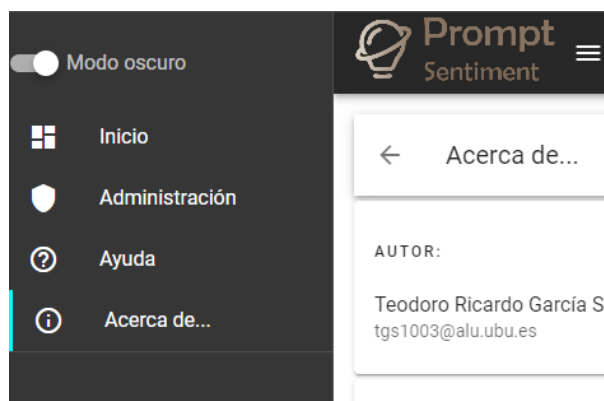 Modo oscuro
Inicio
Administración
Ayuda
Acerca de...
Prompt
Sentiment
Acerca de...
AUTOR:
Teodoro Ricardo García S
tgs1003@alu.ubu.es